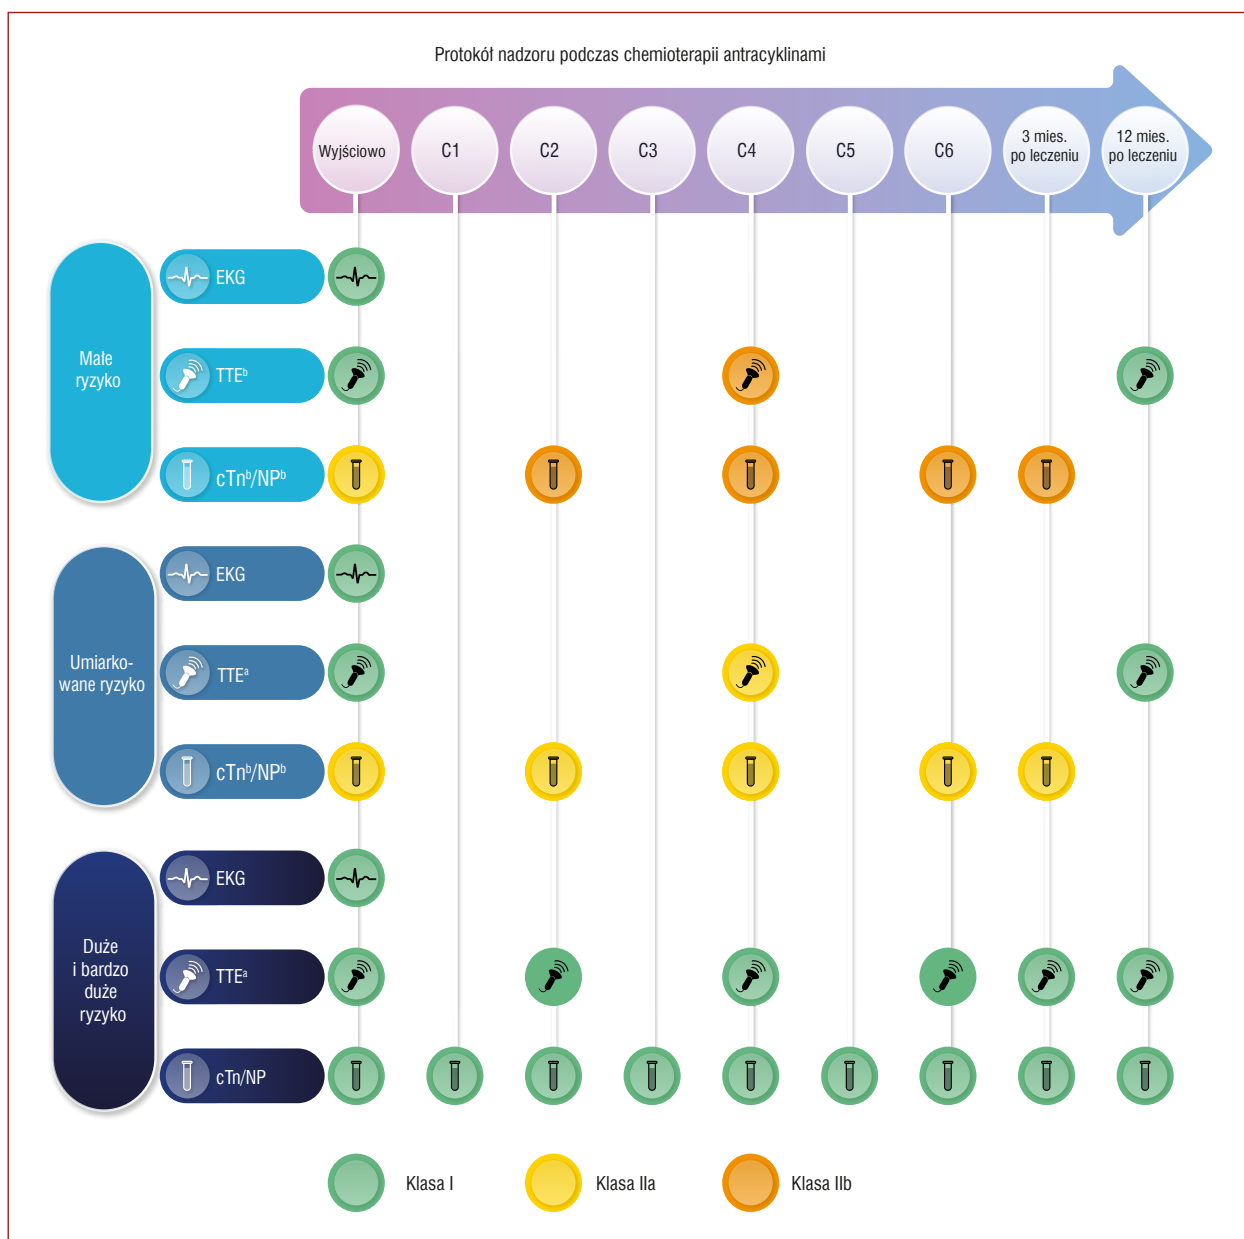 Protokół nadzoru podczas chemioterapii antracyklinami
Wyjściowo
C1
C2
C3
C4
C5
C6
3 mies.
po leczeniu
12 mies.
po leczeniu
Małe
ryzyko
EKG
TTEᵇ
cTnᵇ/NPᵇ
Umiarko-
wane ryzyko
EKG
TTEᵃ
cTnᵇ/NPᵇ
Duże
i bardzo
duże
ryzyko
EKG
TTEᵃ
cTn/NP
Klasa I
Klasa IIa
Klasa IIb